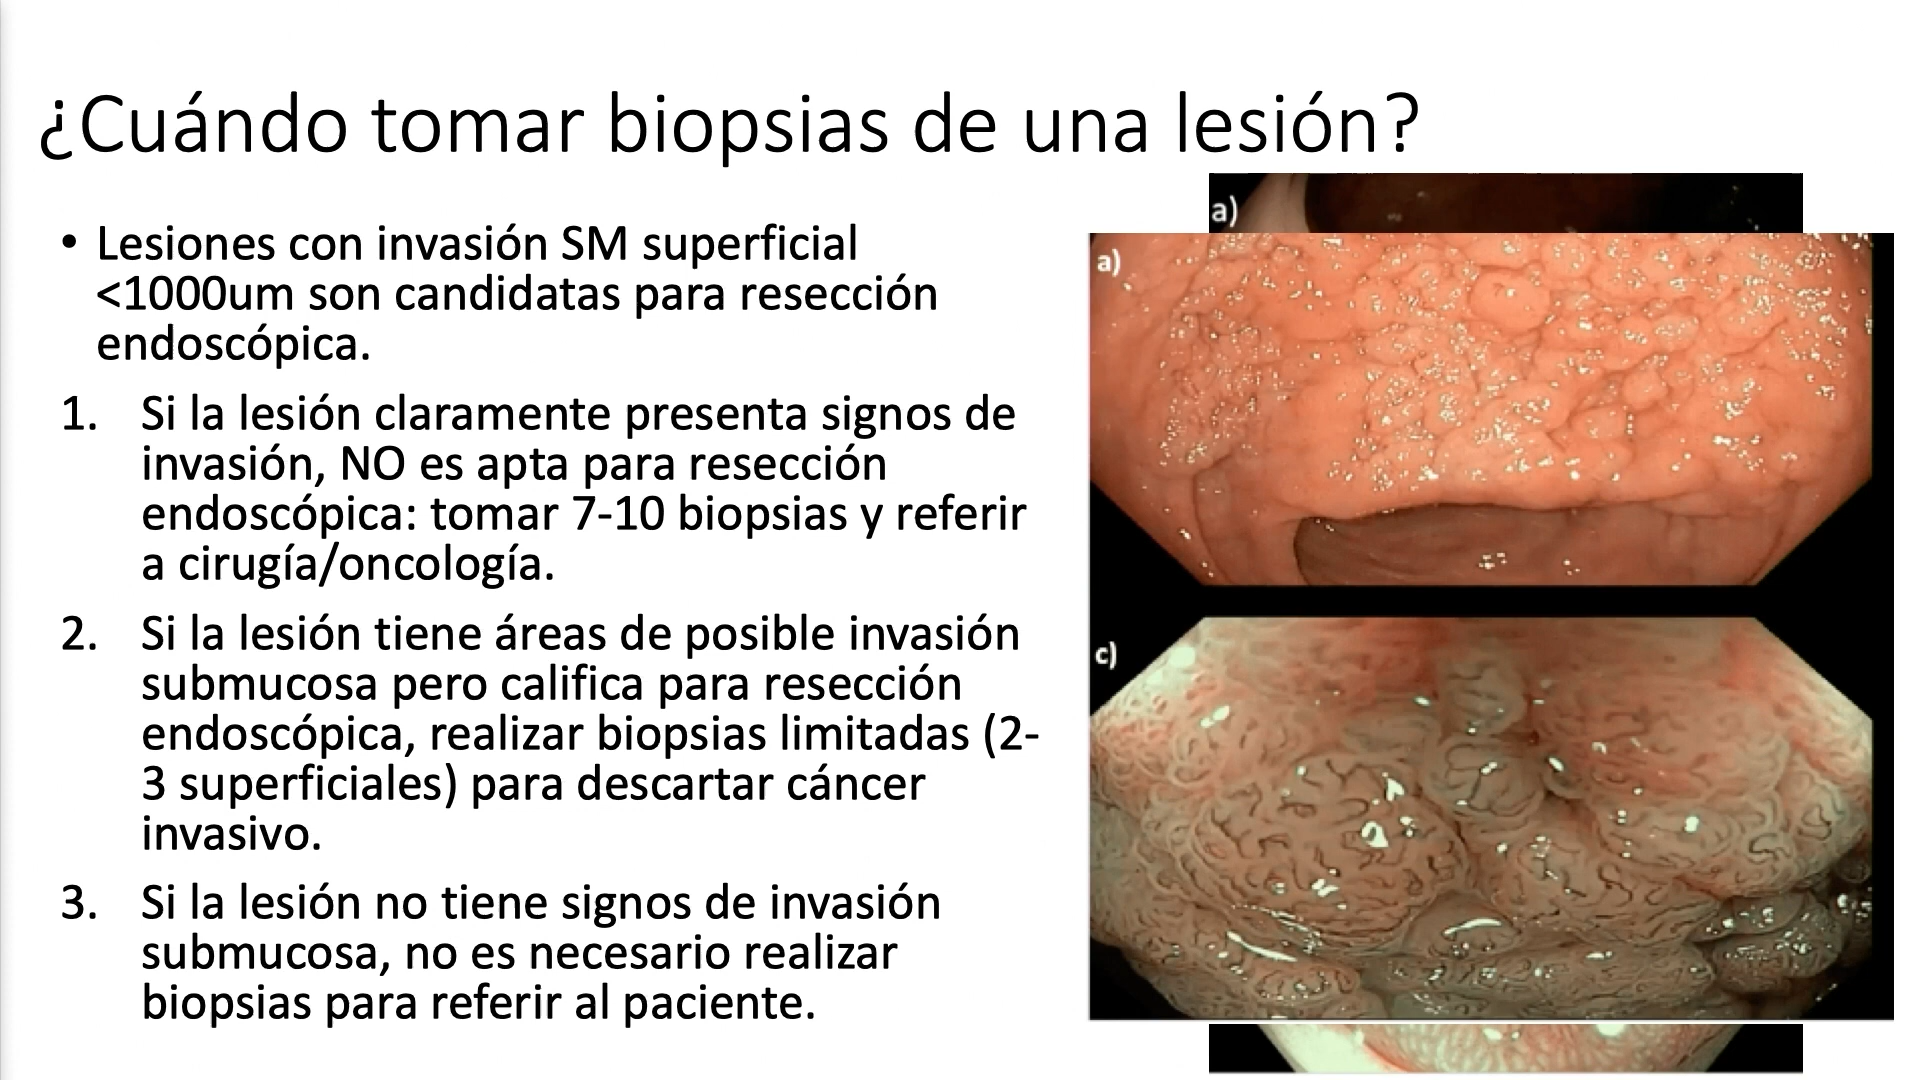 ¿Cuándo tomar biopsias de una lesión?
• Lesiones con invasión SM superficial
<1000um son candidatas para resección
endoscópica.
1. Si la lesión claramente presenta signos de
invasión, NO es apta para resección
endoscópica: tomar 7-10 biopsias y referir
a cirugía/oncología.
2. Si la lesión tiene áreas de posible invasión
submucosa pero califica para resección
endoscópica, realizar biopsias limitadas (2-
3 superficiales) para descartar cáncer
invasivo.
3. Si la lesión no tiene signos de invasión
submucosa, no es necesario realizar
biopsias para referir al paciente.
a)
a)
c)